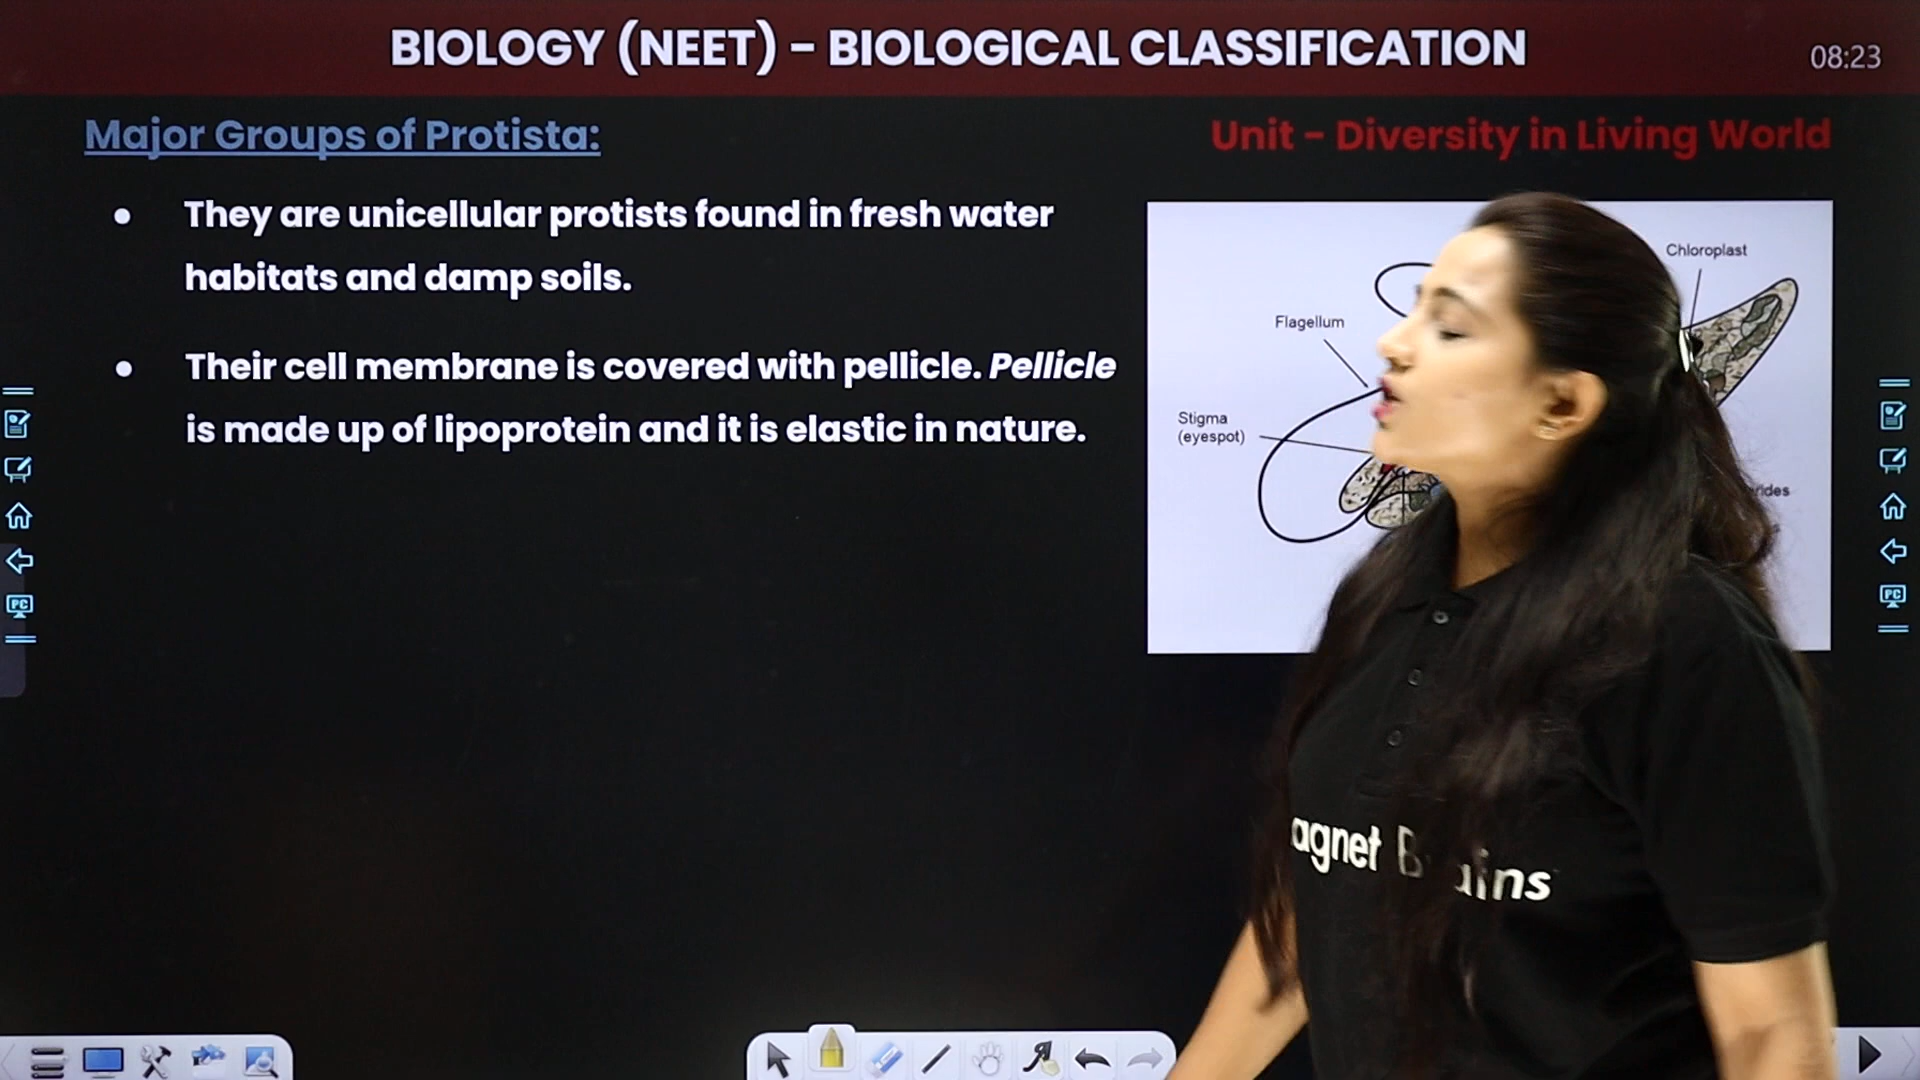 BIOLOGY (NEET) – BIOLOGICAL CLASSIFICATION
08:23
Major Groups of Protista:
Unit – Diversity in Living World
● They are unicellular protists found in fresh water
habitats and damp soils.
● Their cell membrane is covered with pellicle. Pellicle
is made up of lipoprotein and it is elastic in nature.
Chloroplast
Flagellum
Stigma
(eyespot)
PC
PC